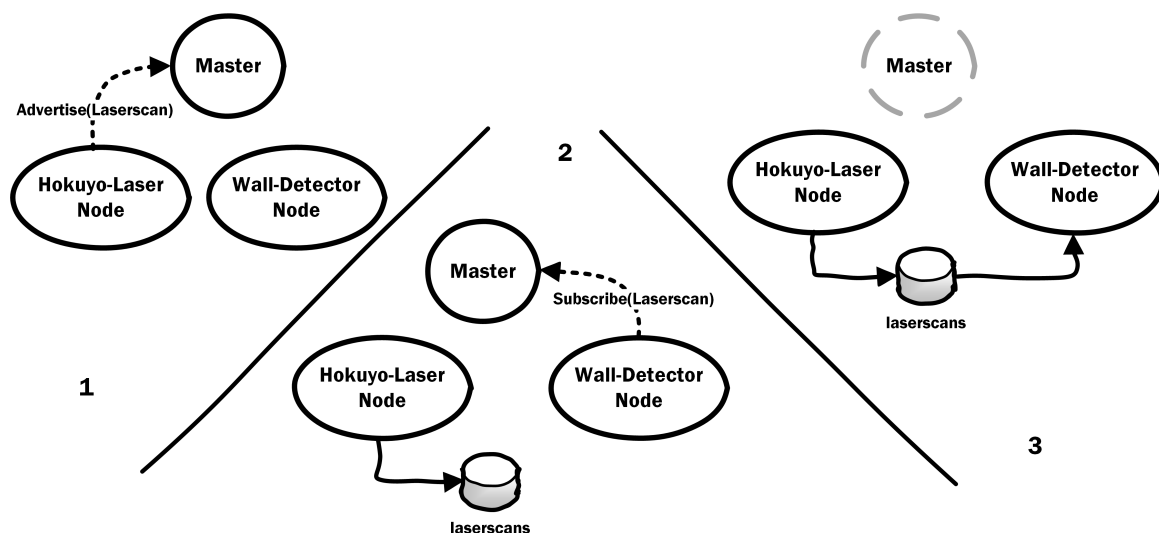 Master
Advertise(Laserscan)
Hokuyo-Laser
Node
Wall-Detector
Node
1
2
Master
Subscribe(Laserscan)
Hokuyo-Laser
Node
Wall-Detector
Node
laserscans
Master
Hokuyo-Laser
Node
Wall-Detector
Node
laserscans
3